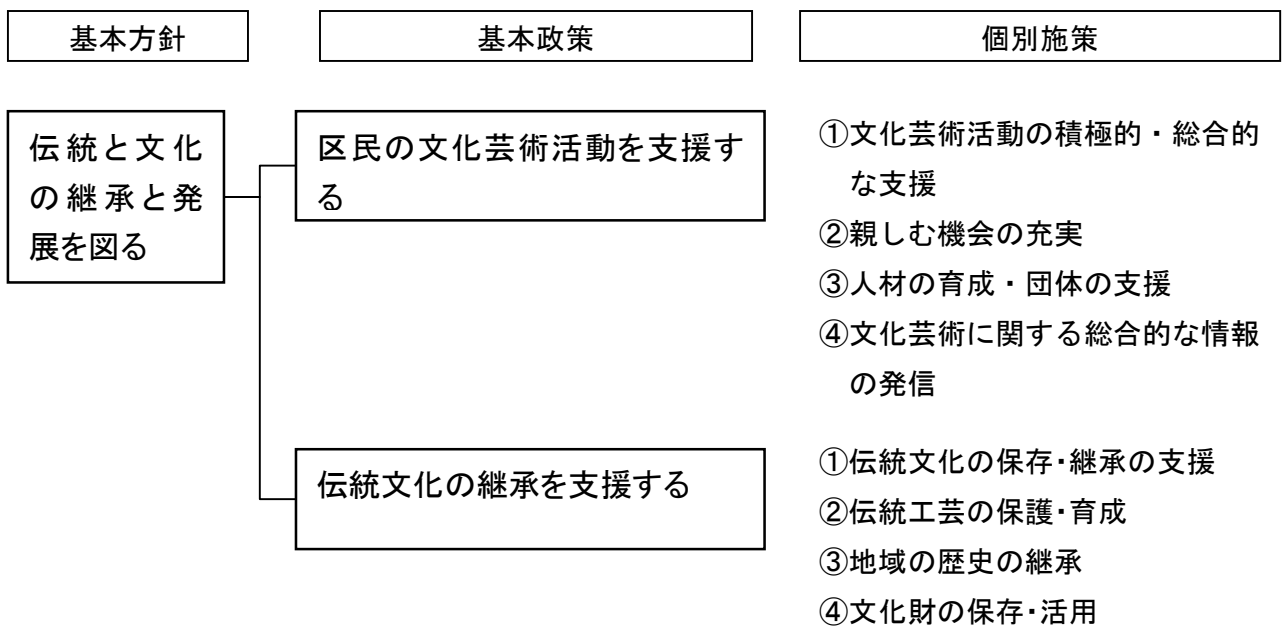 基本方針
基本政策
個別施策
伝統と文化
の継承と発
展を図る
区民の文化芸術活動を支援す
る
①文化芸術活動の積極的・総合的
な支援
②親しむ機会の充実
③人材の育成・団体の支援
④文化芸術に関する総合的な情報
の発信
伝統文化の継承を支援する
①伝統文化の保存・継承の支援
②伝統工芸の保護・育成
③地域の歴史の継承
④文化財の保存・活用